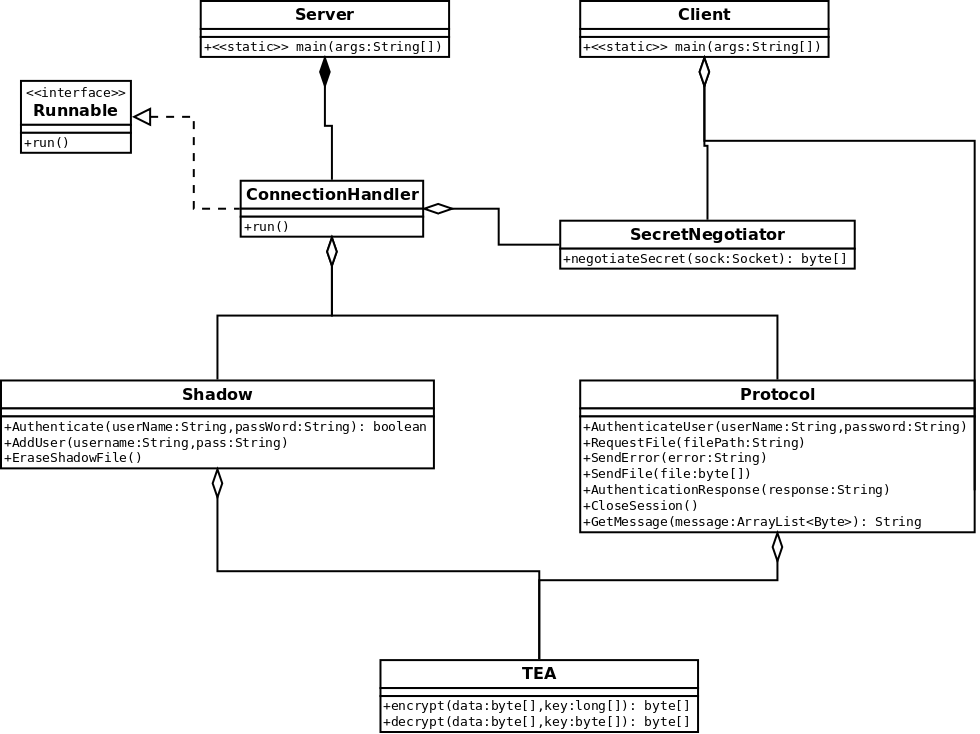 Server
+<<static>> main(args:String[])
Client
+<<static>> main(args:String[])
<<interface>>
Runnable
+run()
ConnectionHandler
+run()
SecretNegotiator
+negotiateSecret(sock:Socket): byte[]
Shadow
+Authenticate(userName:String,passWord:String): boolean
+AddUser(username:String,pass:String)
+EraseShadowFile()
Protocol
+AuthenticateUser(userName:String,password:String)
+RequestFile(filePath:String)
+SendError(error:String)
+SendFile(file:byte[])
+AuthenticationResponse(response:String)
+CloseSession()
+GetMessage(message:ArrayList<Byte>): String
TEA
+encrypt(data:byte[],key:long[]): byte[]
+decrypt(data:byte[],key:byte[]): byte[]